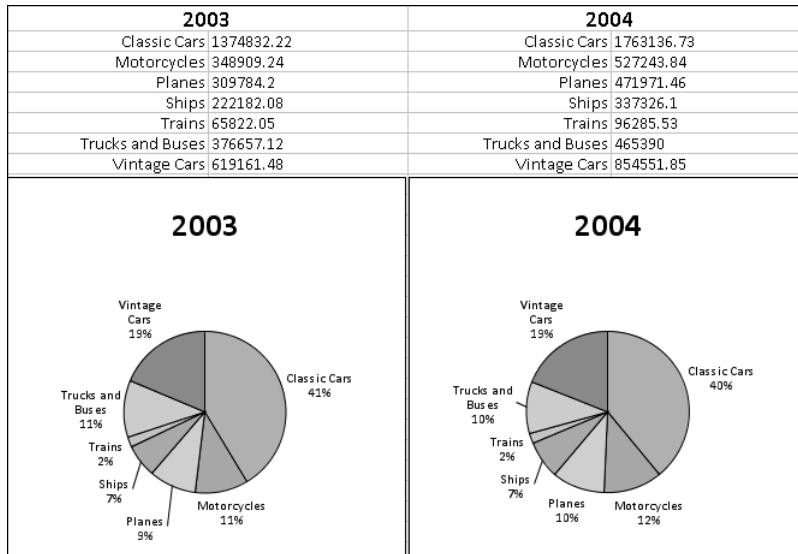 2003 2004
Classic Cars 1374832.22 Classic Cars 1763136.73
Motorcycles 348909.24 Motorcycles 527243.84
Planes 309784.2 Planes 471971.46
Ships 222182.08 Ships 337326.1
Trains 65822.05 Trains 96285.53
Trucks and Buses 376657.12 Trucks and Buses 465390
Vintage Cars 619161.48 Vintage Cars 854551.85
2003
Vintage
Cars
19%
Classic Cars
41%
Trucks and
Buses
11%
Trains
2%
Ships
7%
Planes
9%
Motorcycles
11%
2004
Vintage
Cars
19%
Classic Cars
40%
Trucks and
Buses
10%
Trains
2%
Ships
7%
Planes
10%
Motorcycles
12%